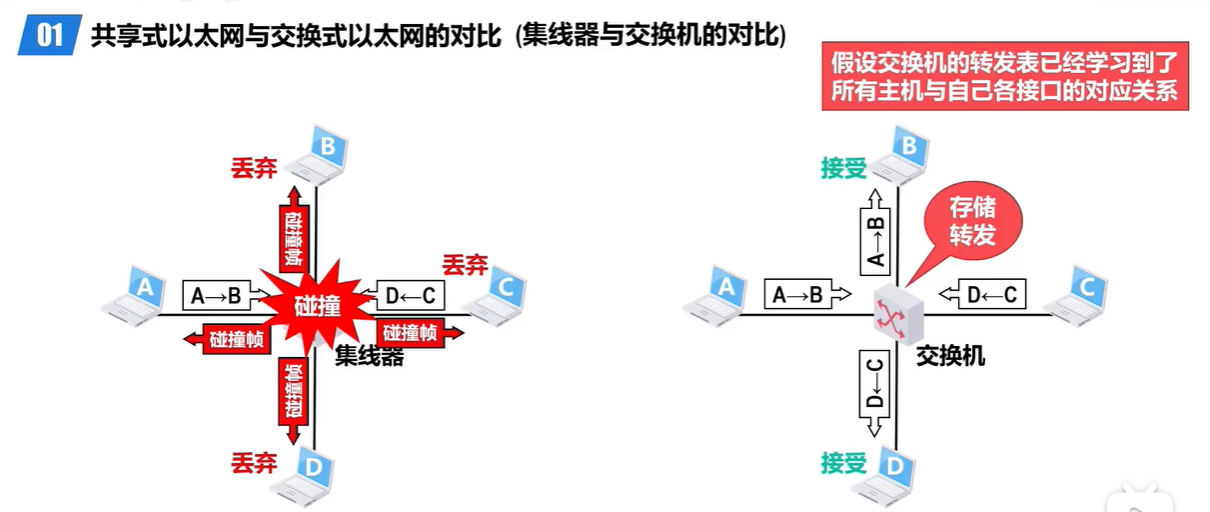 01 共享式以太网与交换式以太网的对比 (集线器与交换机的对比)
假设交换机的转发表已经学习到了
所有主机与自己各接口的对应关系
B
丢弃
碰撞帧
A
A→B
碰撞
D←C
丢弃
C
碰撞帧
碰撞帧
集线器
碰撞帧
丢弃
D
B
接受
A→B
存储
转发
A
A→B
D←C
C
交换机
D←C
接受
D